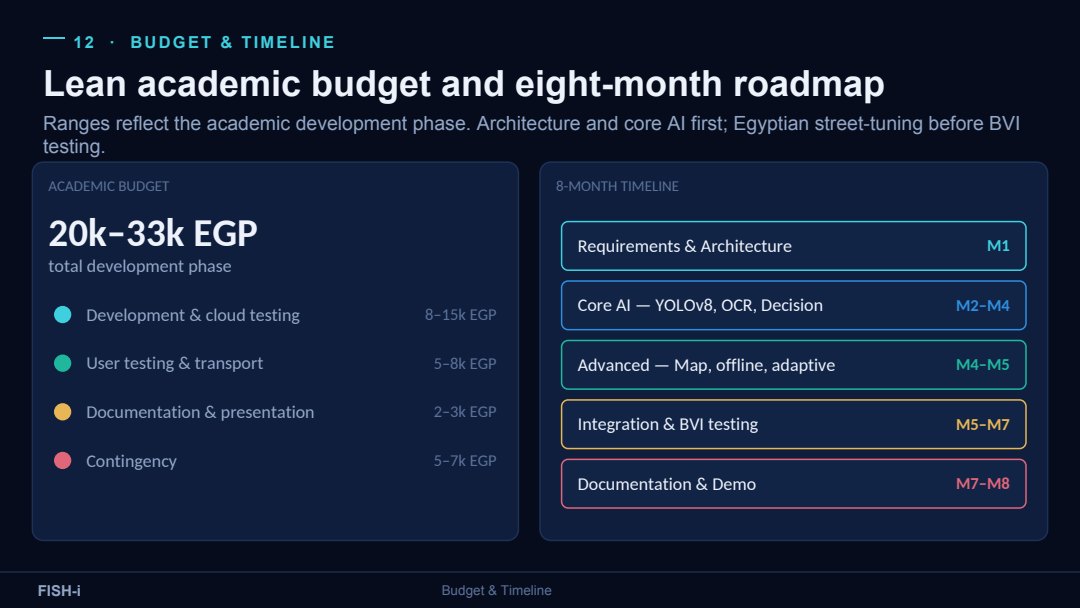 12 · BUDGET & TIMELINE
Lean academic budget and eight-month roadmap
Ranges reflect the academic development phase. Architecture and core AI first; Egyptian street-tuning before BVI
testing.
ACADEMIC BUDGET
20k–33k EGP
total development phase
Development & cloud testing 8–15k EGP
User testing & transport 5–8k EGP
Documentation & presentation 2–3k EGP
Contingency 5–7k EGP
8-MONTH TIMELINE
Requirements & Architecture M1
Core AI — YOLOv8, OCR, Decision M2–M4
Advanced — Map, offline, adaptive M4–M5
Integration & BVI testing M5–M7
Documentation & Demo M7–M8
FISH-i
Budget & Timeline